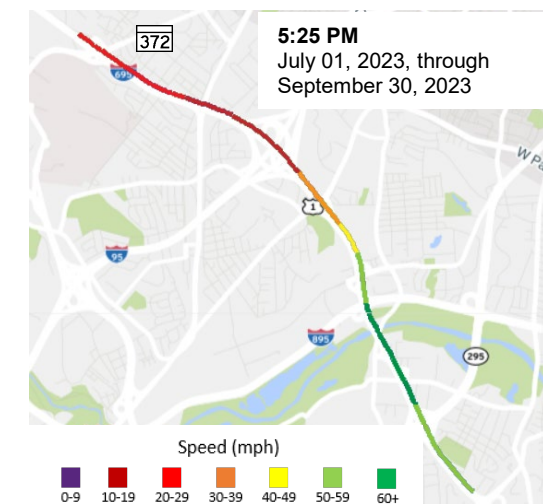 372
5:25 PM
July 01, 2023, through
September 30, 2023
695
W Pa
1
95
895
295
Speed (mph)
0-9 10-19 20-29 30-39 40-49 50-59 60+